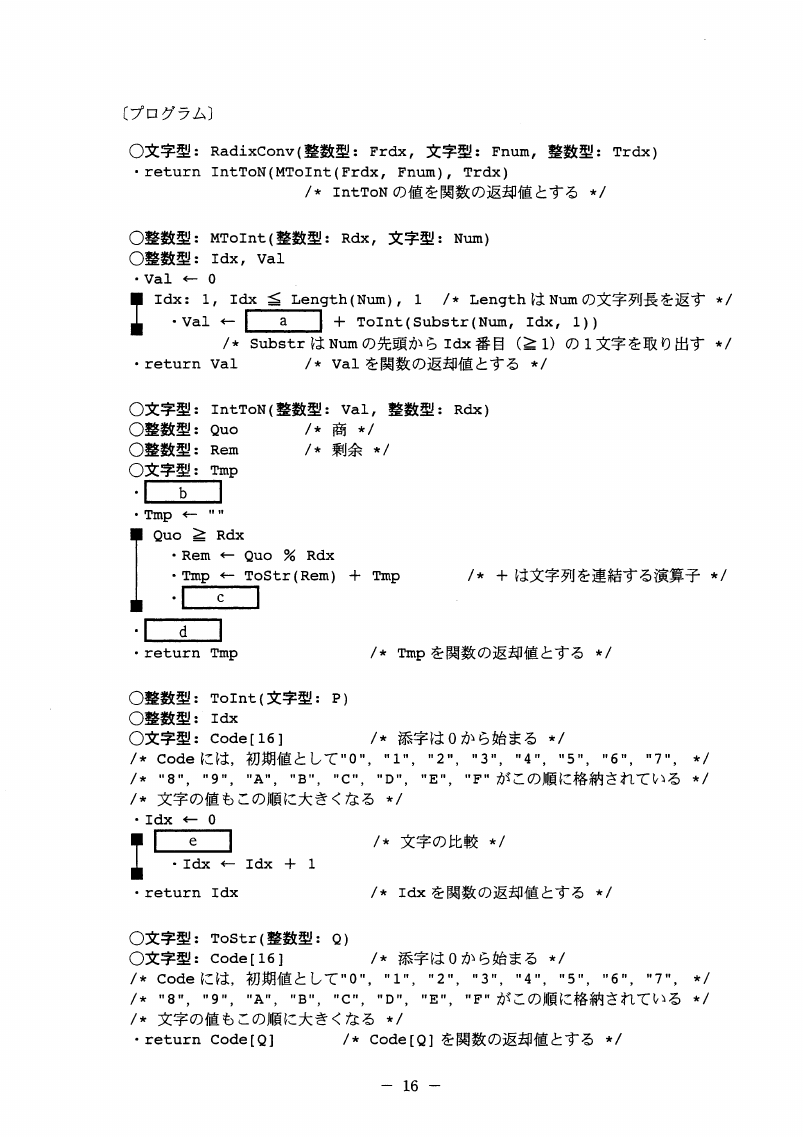 〔プログラム〕
○文字型: RadixConv(整数型: Frdx, 文字型: Fnum, 整数型: Trdx)
・return IntToN(MToInt(Frdx, Fnum), Trdx)
/* IntToN の値を関数の返却値とする */
○整数型: MToInt(整数型: Rdx, 文字型: Num)
○整数型: Idx, Val
・Val ← 0
■ Idx: 1, Idx ≦ Length(Num), 1 /* Length は Num の文字列長を返す */
・Val ← a + ToInt(Substr(Num, Idx, 1))
■
/* Substr は Num の先頭から Idx 番目（≧1）の1文字を取り出す */
・return Val /* Val を関数の返却値とする */
○文字型: IntToN(整数型: Val, 整数型: Rdx)
○整数型: Quo /* 商 */
○整数型: Rem /* 剰余 */
○文字型: Tmp
・ b
・Tmp ← ""
■ Quo ≧ Rdx
・Rem ← Quo % Rdx
・Tmp ← ToStr(Rem) + Tmp /* + は文字列を連結する演算子 */
■ ・ c
・ d
・return Tmp /* Tmp を関数の返却値とする */
○整数型: ToInt(文字型: P)
○整数型: Idx
○文字型: Code[16] /* 添字は0から始まる */
/* Code には，初期値として"0", "1", "2", "3", "4", "5", "6", "7", */
/* "8", "9", "A", "B", "C", "D", "E", "F" がこの順に格納されている */
/* 文字の値もこの順に大きくなる */
・Idx ← 0
■ e /* 文字の比較 */
・Idx ← Idx + 1
■
・return Idx /* Idx を関数の返却値とする */
○文字型: ToStr(整数型: Q)
○文字型: Code[16] /* 添字は0から始まる */
/* Code には，初期値として"0", "1", "2", "3", "4", "5", "6", "7", */
/* "8", "9", "A", "B", "C", "D", "E", "F" がこの順に格納されている */
/* 文字の値もこの順に大きくなる */
・return Code[Q] /* Code[Q] を関数の返却値とする */
－ 16 －